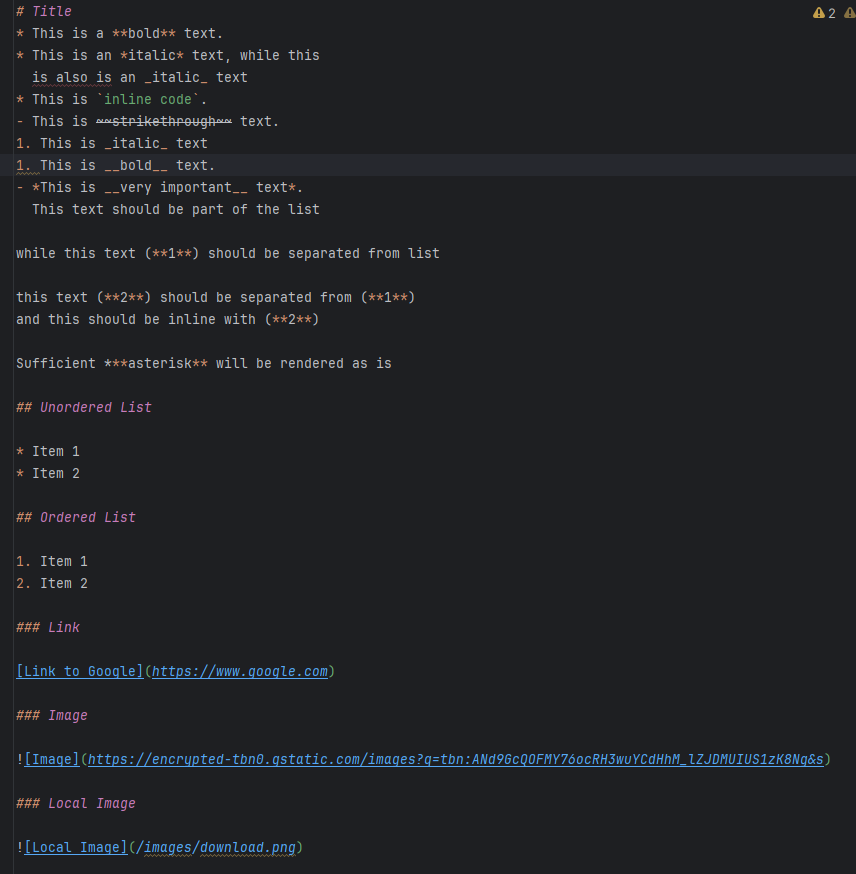 # Title
2
* This is a **bold** text.
* This is an *italic* text, while this
is also is an _italic_ text
* This is `inline code`.
- This is ~~strikethrough~~ text.
1. This is _italic_ text
1. This is __bold__ text.
- *This is __very important__ text*.
This text should be part of the list
while this text (**1**) should be separated from list
this text (**2**) should be separated from (**1**)
and this should be inline with (**2**)
Sufficient ***asterisk** will be rendered as is
## Unordered List
* Item 1
* Item 2
## Ordered List
1. Item 1
2. Item 2
### Link
[Link to Google](https://www.google.com)
### Image
![Image](https://encrypted-tbn0.gstatic.com/images?q=tbn:ANd9GcQOFMY76ocRH3wuYCdHhM_lZJDMUIUS1zK8Nq&s)
### Local Image
![Local Image](/images/download.png)